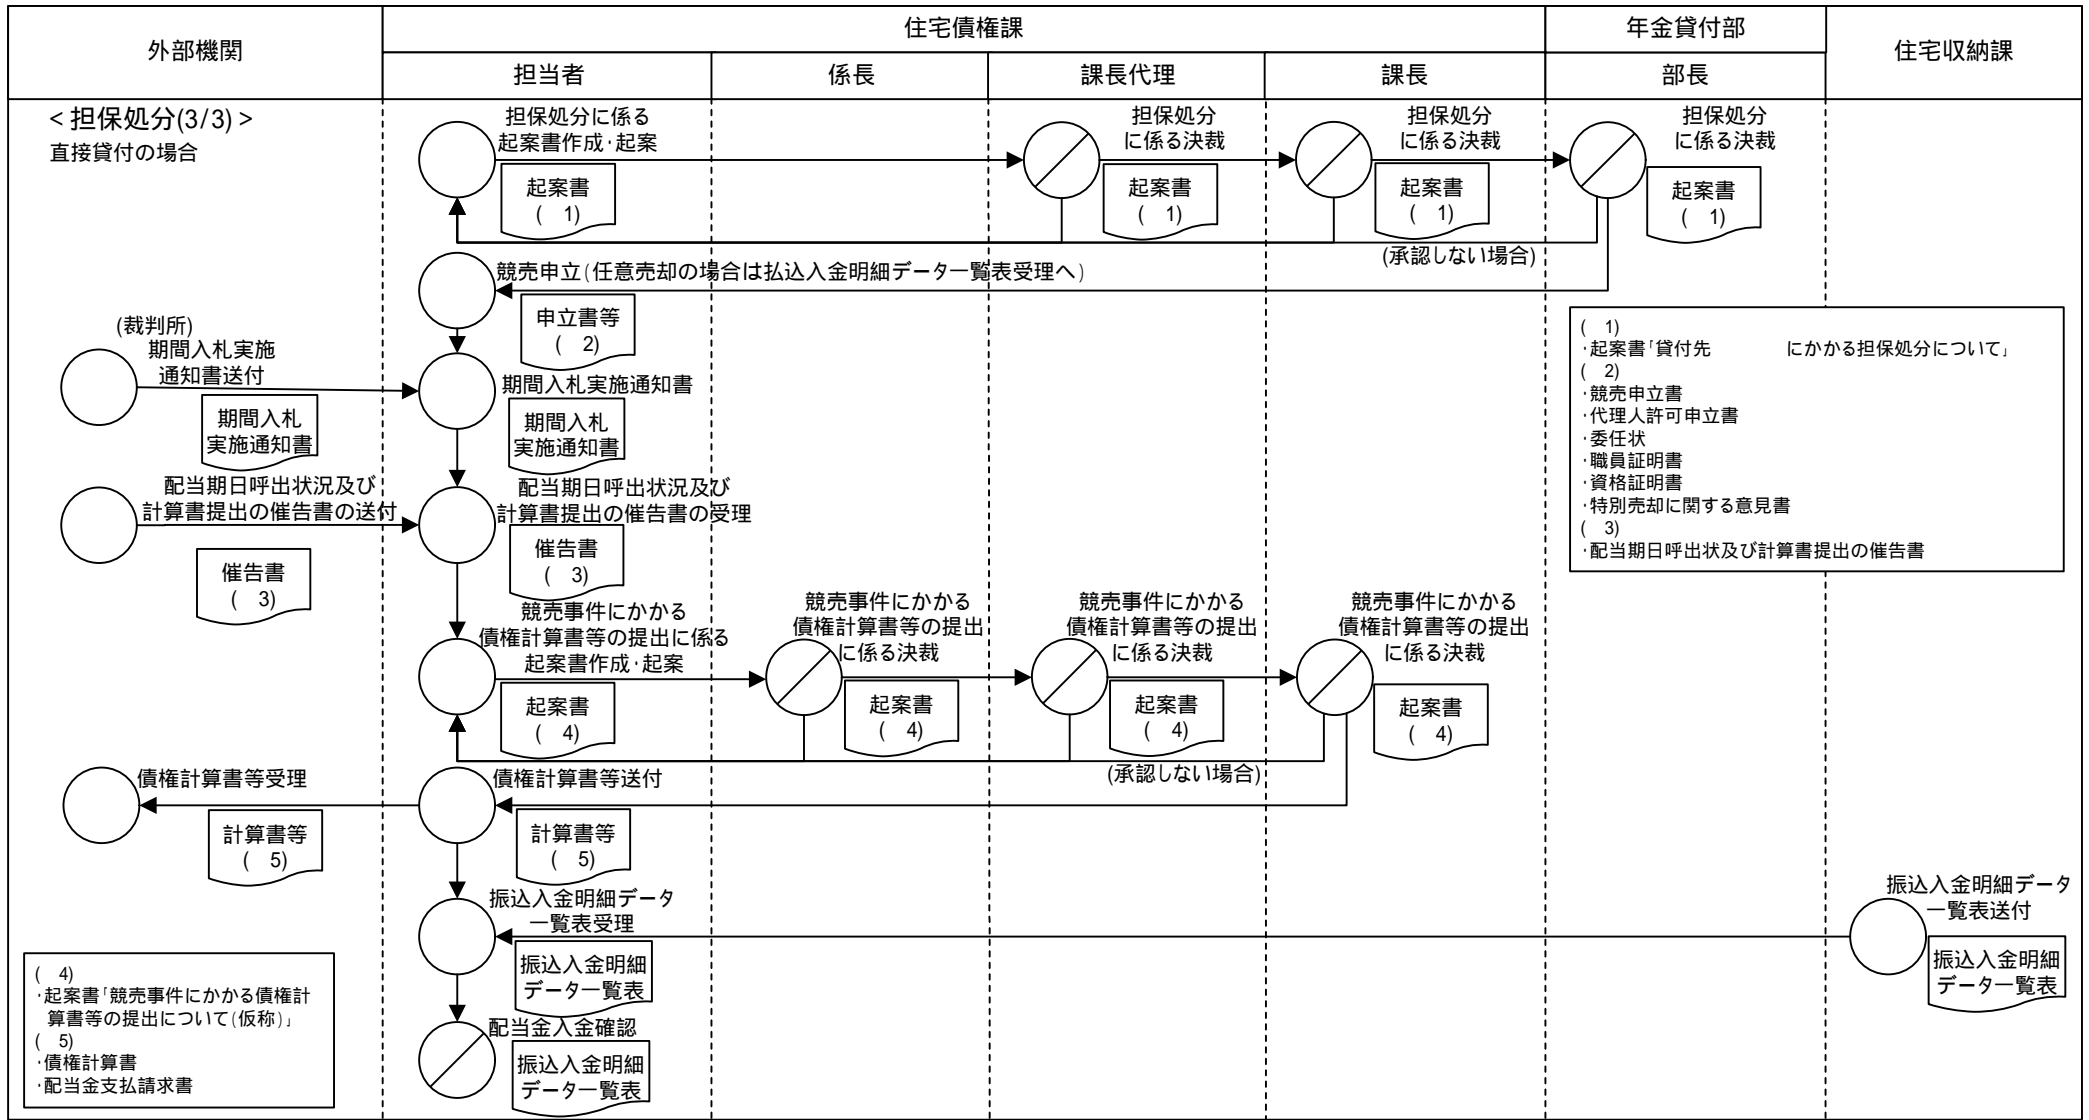 外部機関
住宅債権課
年金貸付部
住宅収納課
担当者
係長
課長代理
課長
部長
<担保処分(3/3)>
直接貸付の場合
担保処分に係る
起案書作成・起案
起案書
( 1)
担保処分
に係る決裁
起案書
( 1)
担保処分
に係る決裁
起案書
( 1)
担保処分
に係る決裁
起案書
( 1)
(承認しない場合)
競売申立(任意売却の場合は払込入金明細データ一覧表受理へ)
申立書等
( 2)
(裁判所)
期間入札実施
通知書送付
期間入札
実施通知書
期間入札実施通知書
期間入札
実施通知書
( 1)
・起案書「貸付先 にかかる担保処分について」
( 2)
・競売申立書
・代理人許可申立書
・委任状
・職員証明書
・資格証明書
・特別売却に関する意見書
( 3)
・配当期日呼出状及び計算書提出の催告書
配当期日呼出状況及び
計算書提出の催告書の送付
催告書
( 3)
配当期日呼出状況及び
計算書提出の催告書の受理
催告書
( 3)
競売事件にかかる
債権計算書等の提出に係る
起案書作成・起案
起案書
( 4)
競売事件にかかる
債権計算書等の提出
に係る決裁
起案書
( 4)
競売事件にかかる
債権計算書等の提出
に係る決裁
起案書
( 4)
競売事件にかかる
債権計算書等の提出
に係る決裁
起案書
( 4)
(承認しない場合)
債権計算書等受理
計算書等
( 5)
債権計算書等送付
計算書等
( 5)
振込入金明細データ
一覧表受理
振込入金明細
データ一覧表
振込入金明細データ
一覧表送付
振込入金明細
データ一覧表
配当金入金確認
振込入金明細
データ一覧表
( 4)
・起案書「競売事件にかかる債権計
算書等の提出について(仮称)」
( 5)
・債権計算書
・配当金支払請求書